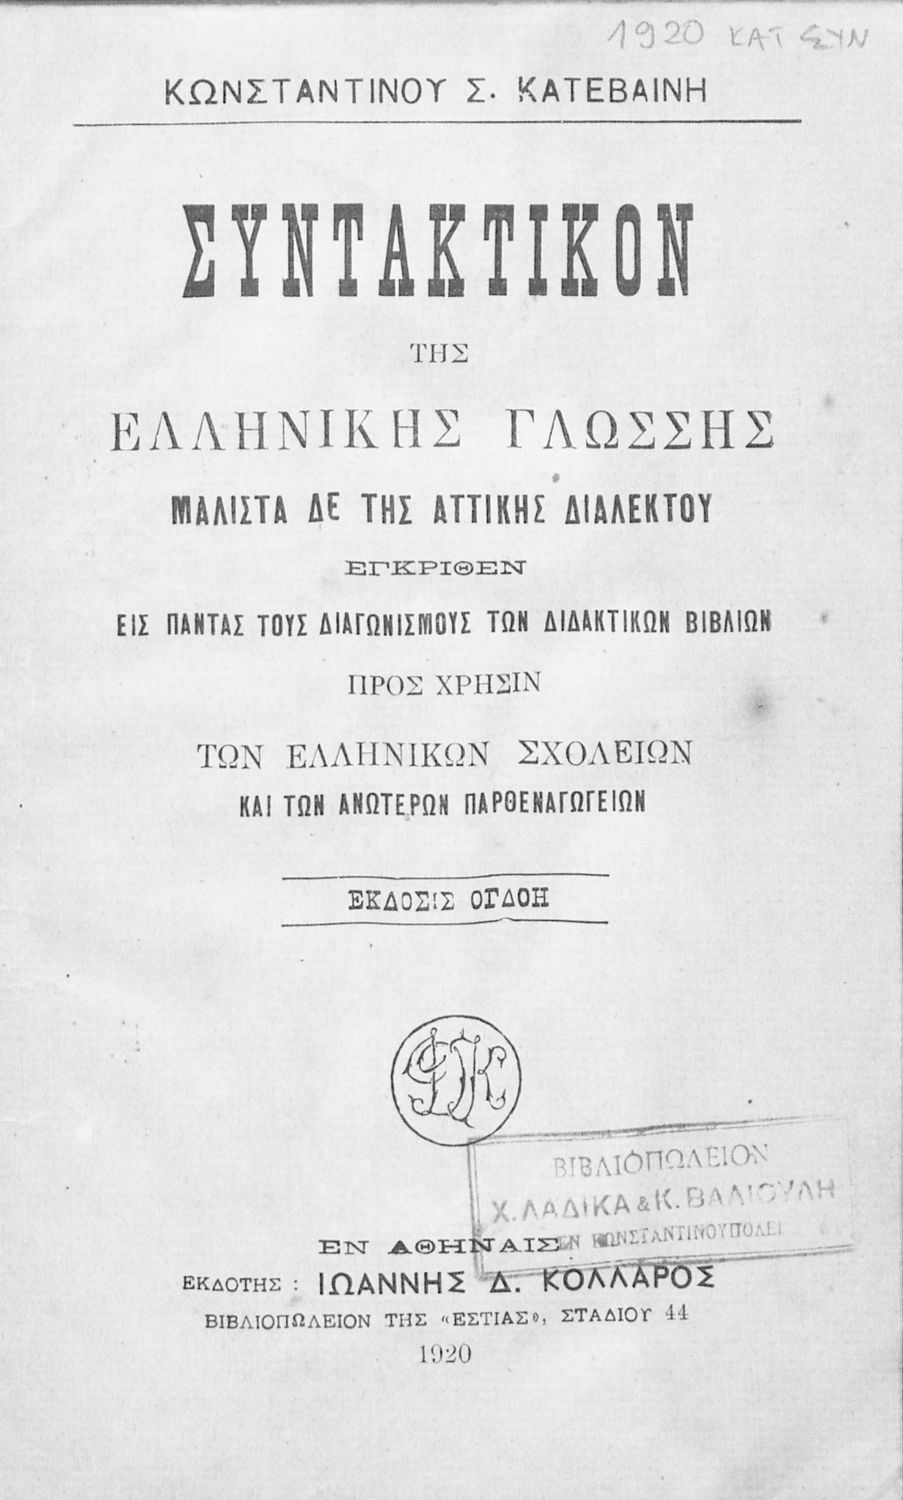 1920 ΚΑΤ ΣΥΝ
ΚΩΝΣΤΑΝΤΙΝΟΥ Σ. ΚΑΤΕΒΑΙΝΗ
ΣΥΝΤΑΚΤΙΚΟΝ
ΤΗΣ
ΕΛΛΗΝΙΚΗΣ ΓΛΩΣΣΗΣ
ΜΑΛΙΣΤΑ ΔΕ ΤΗΣ ΑΤΤΙΚΗΣ ΔΙΑΛΕΚΤΟΥ
ΕΓΚΡΙΘΕΝ
ΕΙΣ ΠΑΝΤΑΣ ΤΟΥΣ ΔΙΑΓΩΝΙΣΜΟΥΣ ΤΩΝ ΔΙΔΑΚΤΙΚΩΝ ΒΙΒΛΙΩΝ
ΠΡΟΣ ΧΡΗΣΙΝ
ΤΩΝ ΕΛΛΗΝΙΚΩΝ ΣΧΟΛΕΙΩΝ
ΚΑΙ ΤΩΝ ΑΝΩΤΕΡΩΝ ΠΑΡΘΕΝΑΓΩΓΕΙΩΝ
ΕΚΔΟΣΙΣ ΟΓΔΟΗ
ΒΙΒΛΙΟΠΩΛΕΙΟΝ
Χ. ΛΑΔΙΚΑ & Κ. ΒΑΛΙΟΥΛΗ
ΕΝ ΚΩΝΣΤΑΝΤΙΝΟΥΠΟΛΕΙ
ΕΝ ΑΘΗΝΑΙΣ
ΕΚΔΟΤΗΣ : ΙΩΑΝΝΗΣ Δ. ΚΟΛΛΑΡΟΣ
ΒΙΒΛΙΟΠΩΛΕΙΟΝ ΤΗΣ «ΕΣΤΙΑΣ», ΣΤΑΔΙΟΥ 44
1920